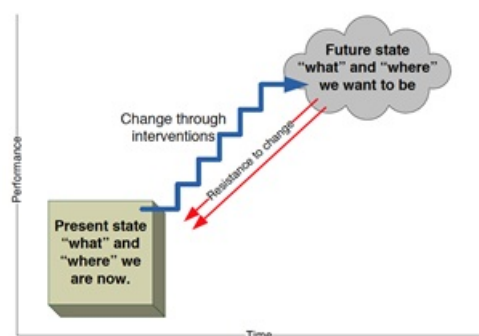 Future state
“what” and “where”
we want to be
Change through
interventions
Resistance to change
Performance
Present state
“what” and
“where” we
are now.
Time